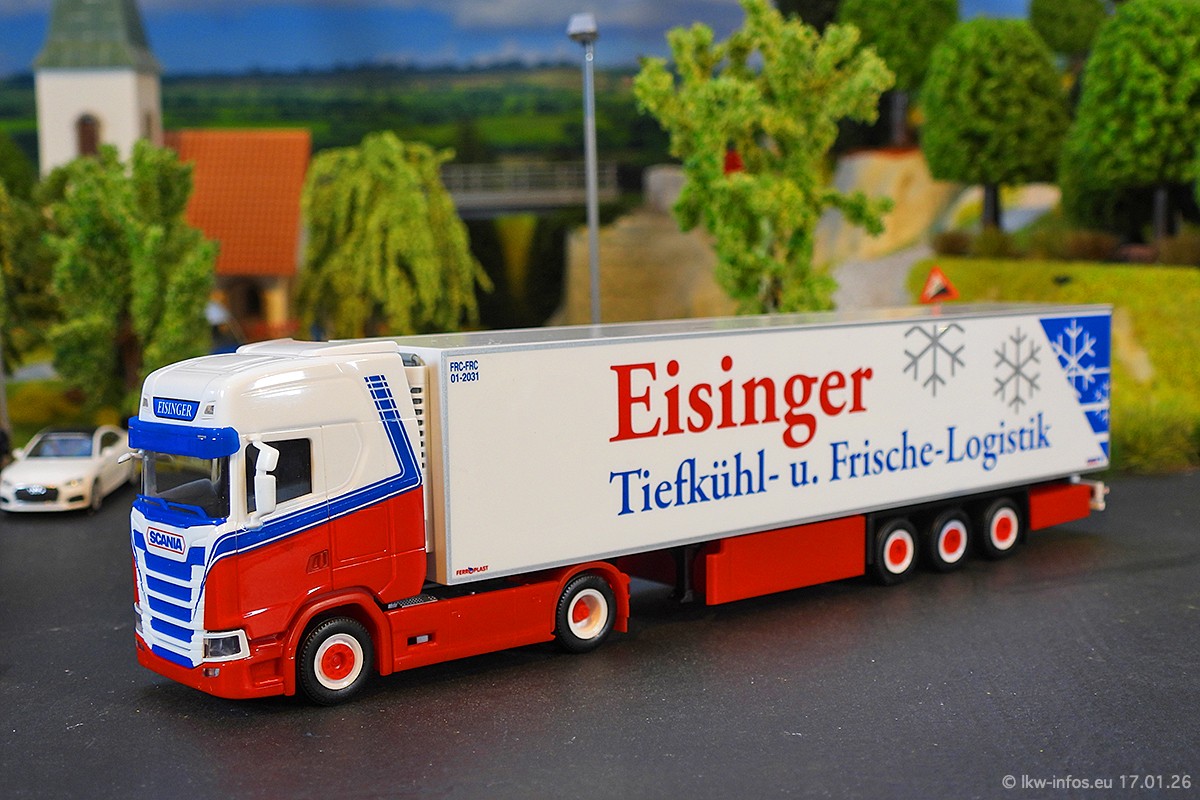 FRC-FRC
01-2031
Eisinger
Tiefkühl- u. Frische-Logistik
EISINGER
SCANIA
FERROPLAST
© lkw-infos.eu 17.01.26